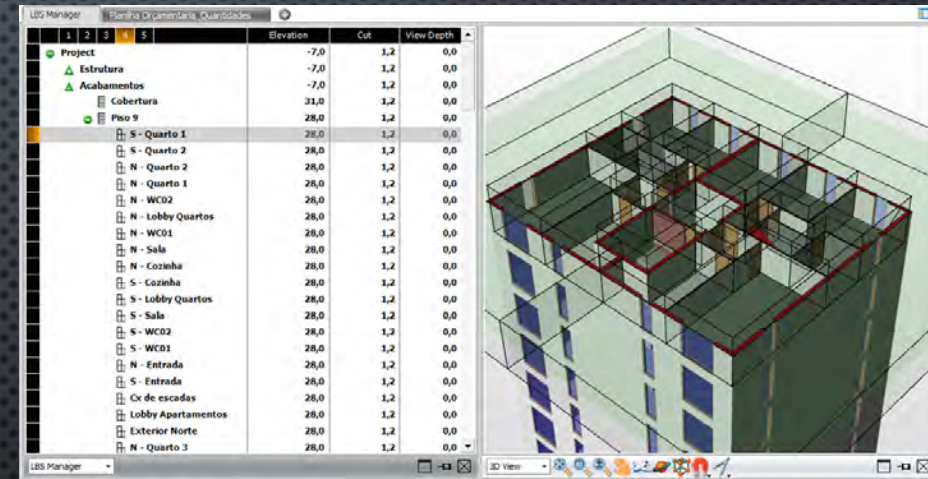 LBS Manager Planilha Orçamentaria_Quantidades
1 2 3 4 5 Elevation Cut View Depth
Project -7,0 1,2 0,0
Estrutura -7,0 1,2 0,0
Acabamentos -7,0 1,2 0,0
Cobertura 31,0 1,2 0,0
Piso 9 28,0 1,2 0,0
S - Quarto 1 28,0 1,2 0,0
S - Quarto 2 28,0 1,2 0,0
N - Quarto 2 28,0 1,2 0,0
N - Quarto 1 28,0 1,2 0,0
N - WC02 28,0 1,2 0,0
N - Lobby Quartos 28,0 1,2 0,0
N - WC01 28,0 1,2 0,0
N - Sala 28,0 1,2 0,0
N - Cozinha 28,0 1,2 0,0
S - Cozinha 28,0 1,2 0,0
S - Lobby Quartos 28,0 1,2 0,0
S - Sala 28,0 1,2 0,0
S - WC02 28,0 1,2 0,0
S - WC01 28,0 1,2 0,0
N - Entrada 28,0 1,2 0,0
S - Entrada 28,0 1,2 0,0
Cx de escadas 28,0 1,2 0,0
Lobby Apartamentos 28,0 1,2 0,0
Exterior Norte 28,0 1,2 0,0
N - Quarto 3 28,0 1,2 0,0
LBS Manager 3D View